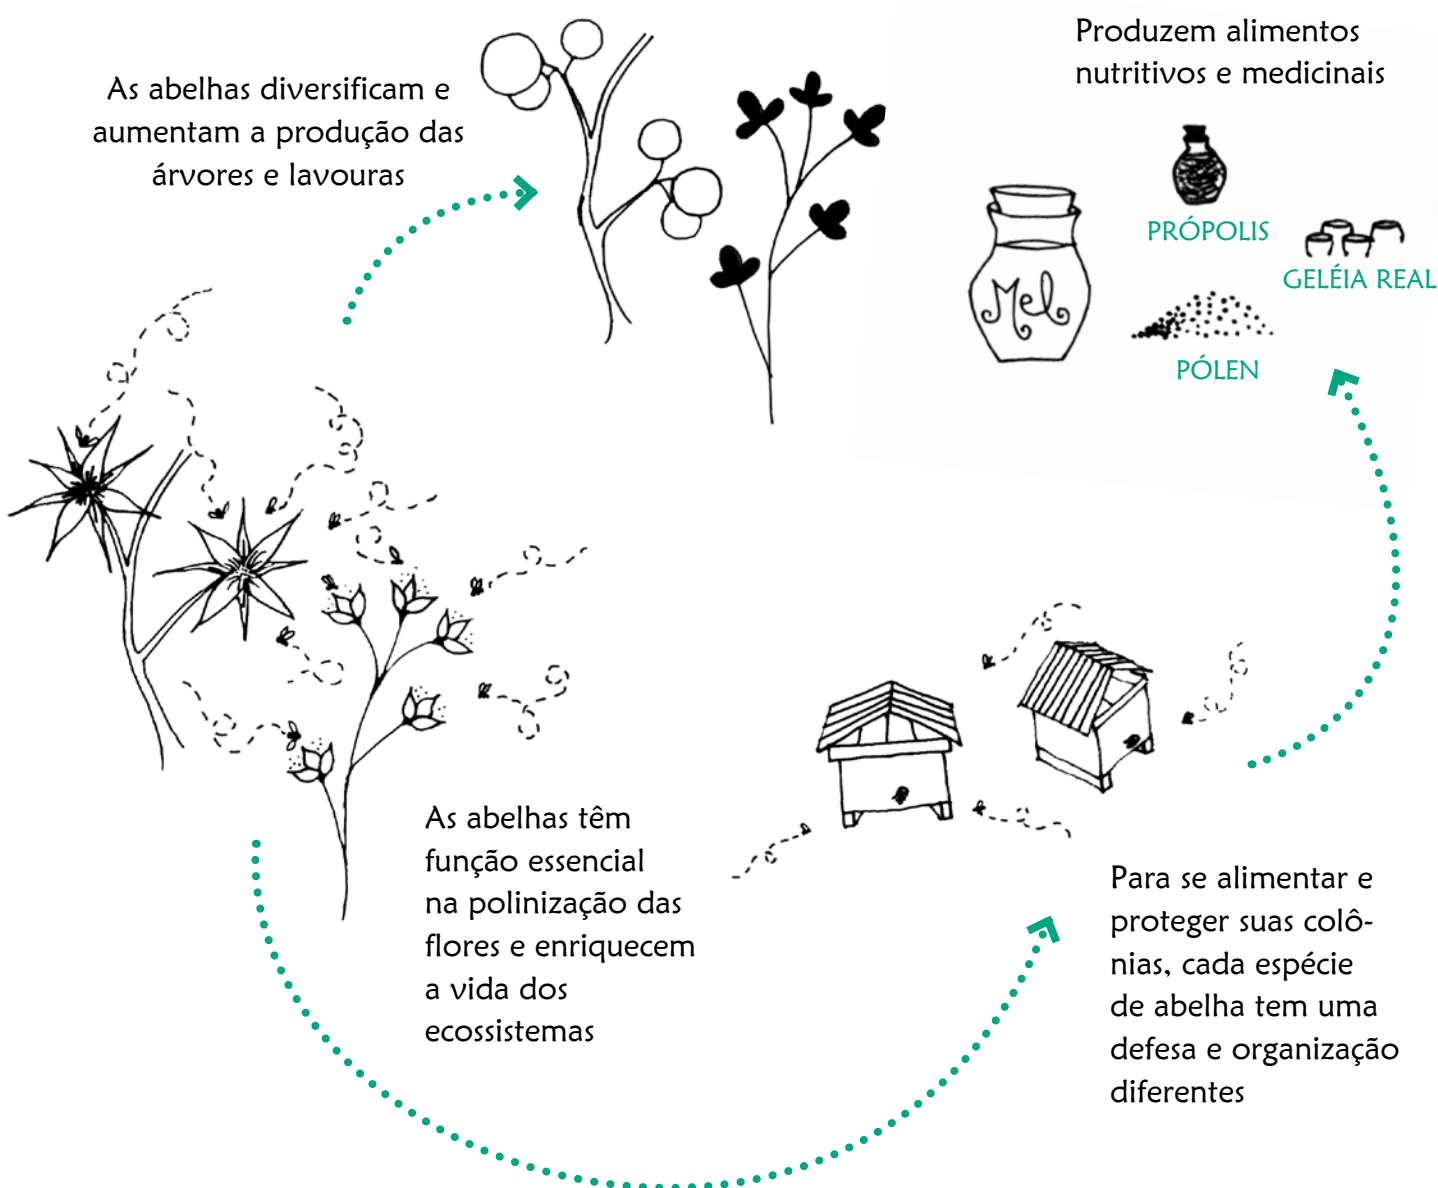 As abelhas diversificam e
aumentam a produção das
árvores e lavouras
Produzem alimentos
nutritivos e medicinais
PRÓPOLIS
Mel
GELÉIA REAL
PÓLEN
As abelhas têm
função essencial
na polinização das
flores e enriquecem
a vida dos
ecossistemas
Para se alimentar e
proteger suas colô-
nias, cada espécie
de abelha tem uma
defesa e organização
diferentes